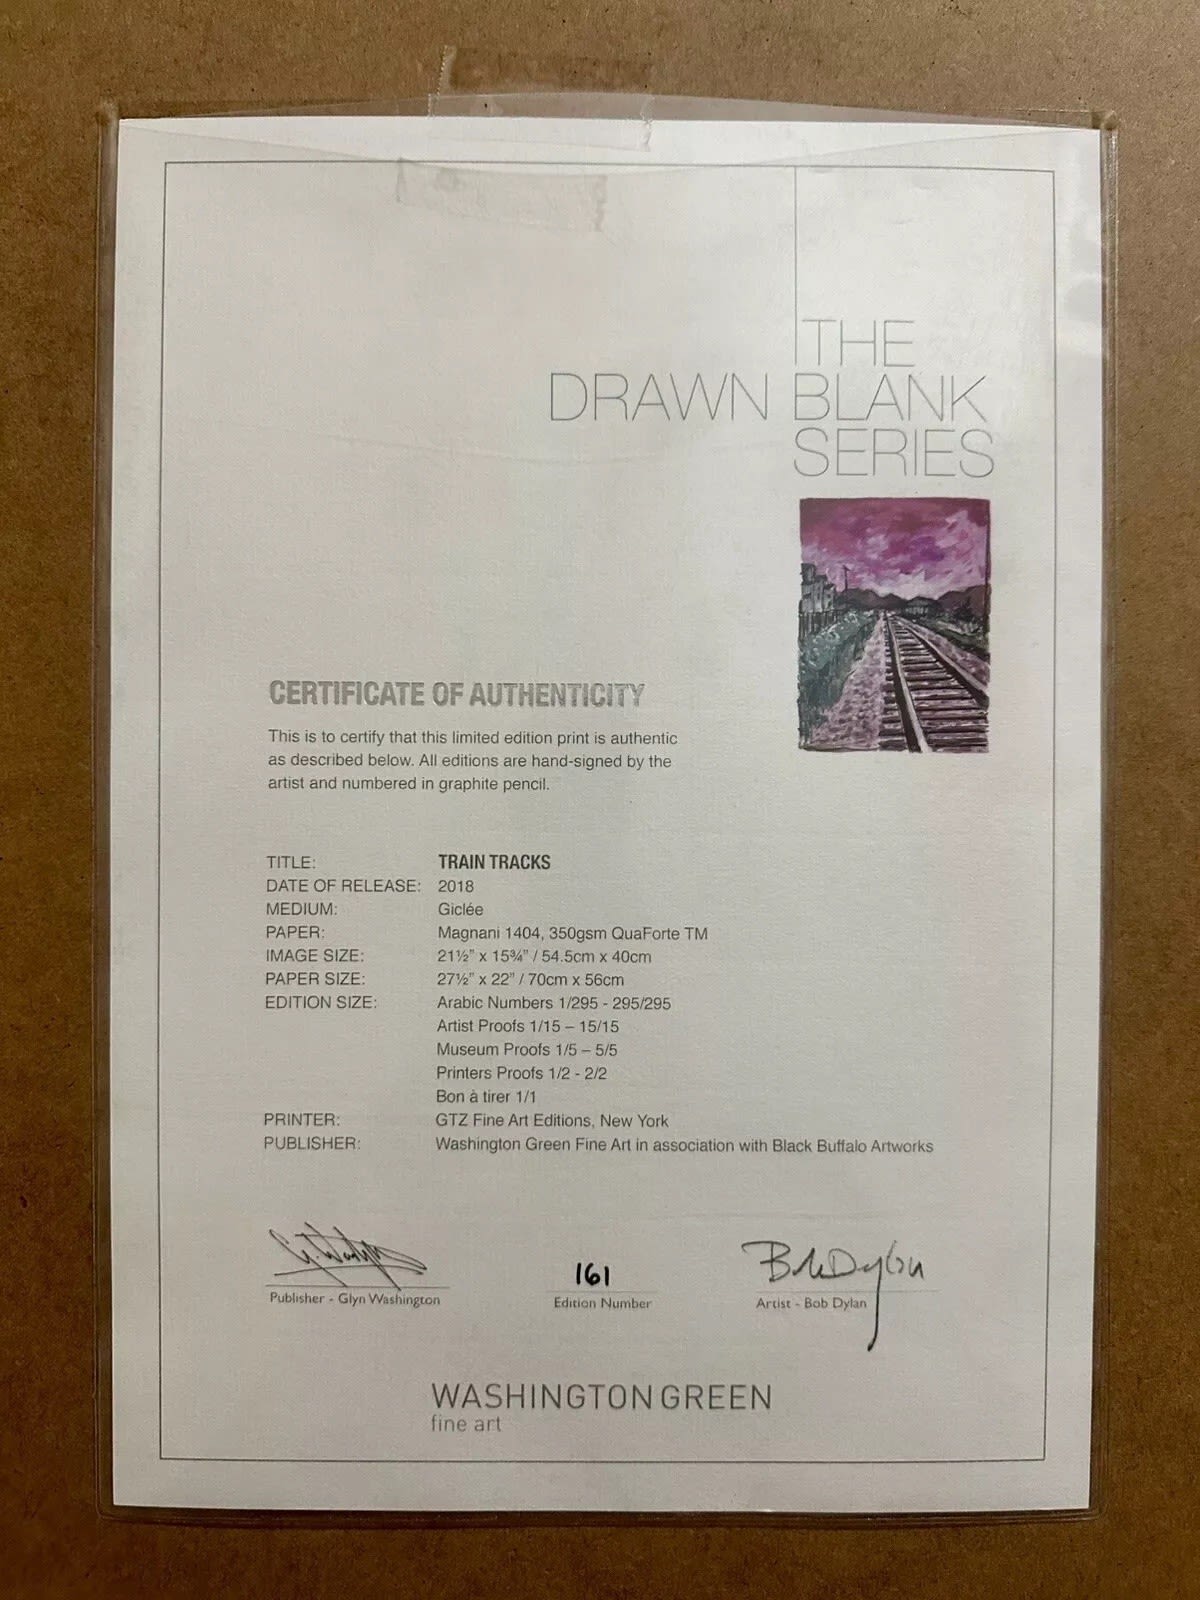 THE
DRAWN BLANK
SERIES
CERTIFICATE OF AUTHENTICITY
This is to certify that this limited edition print is authentic
as described below. All editions are hand-signed by the
artist and numbered in graphite pencil.
TITLE: TRAIN TRACKS
DATE OF RELEASE: 2018
MEDIUM: Giclée
PAPER: Magnani 1404, 350gsm QuaForte TM
IMAGE SIZE: 21½” x 15¾” / 54.5cm x 40cm
PAPER SIZE: 27½” x 22” / 70cm x 56cm
EDITION SIZE: Arabic Numbers 1/295 - 295/295
Artist Proofs 1/15 – 15/15
Museum Proofs 1/5 – 5/5
Printers Proofs 1/2 - 2/2
Bon à tirer 1/1
PRINTER: GTZ Fine Art Editions, New York
PUBLISHER: Washington Green Fine Art in association with Black Buffalo Artworks
161 Bob Dylan
Publisher - Glyn Washington Edition Number Artist - Bob Dylan
WASHINGTON GREEN
fine art